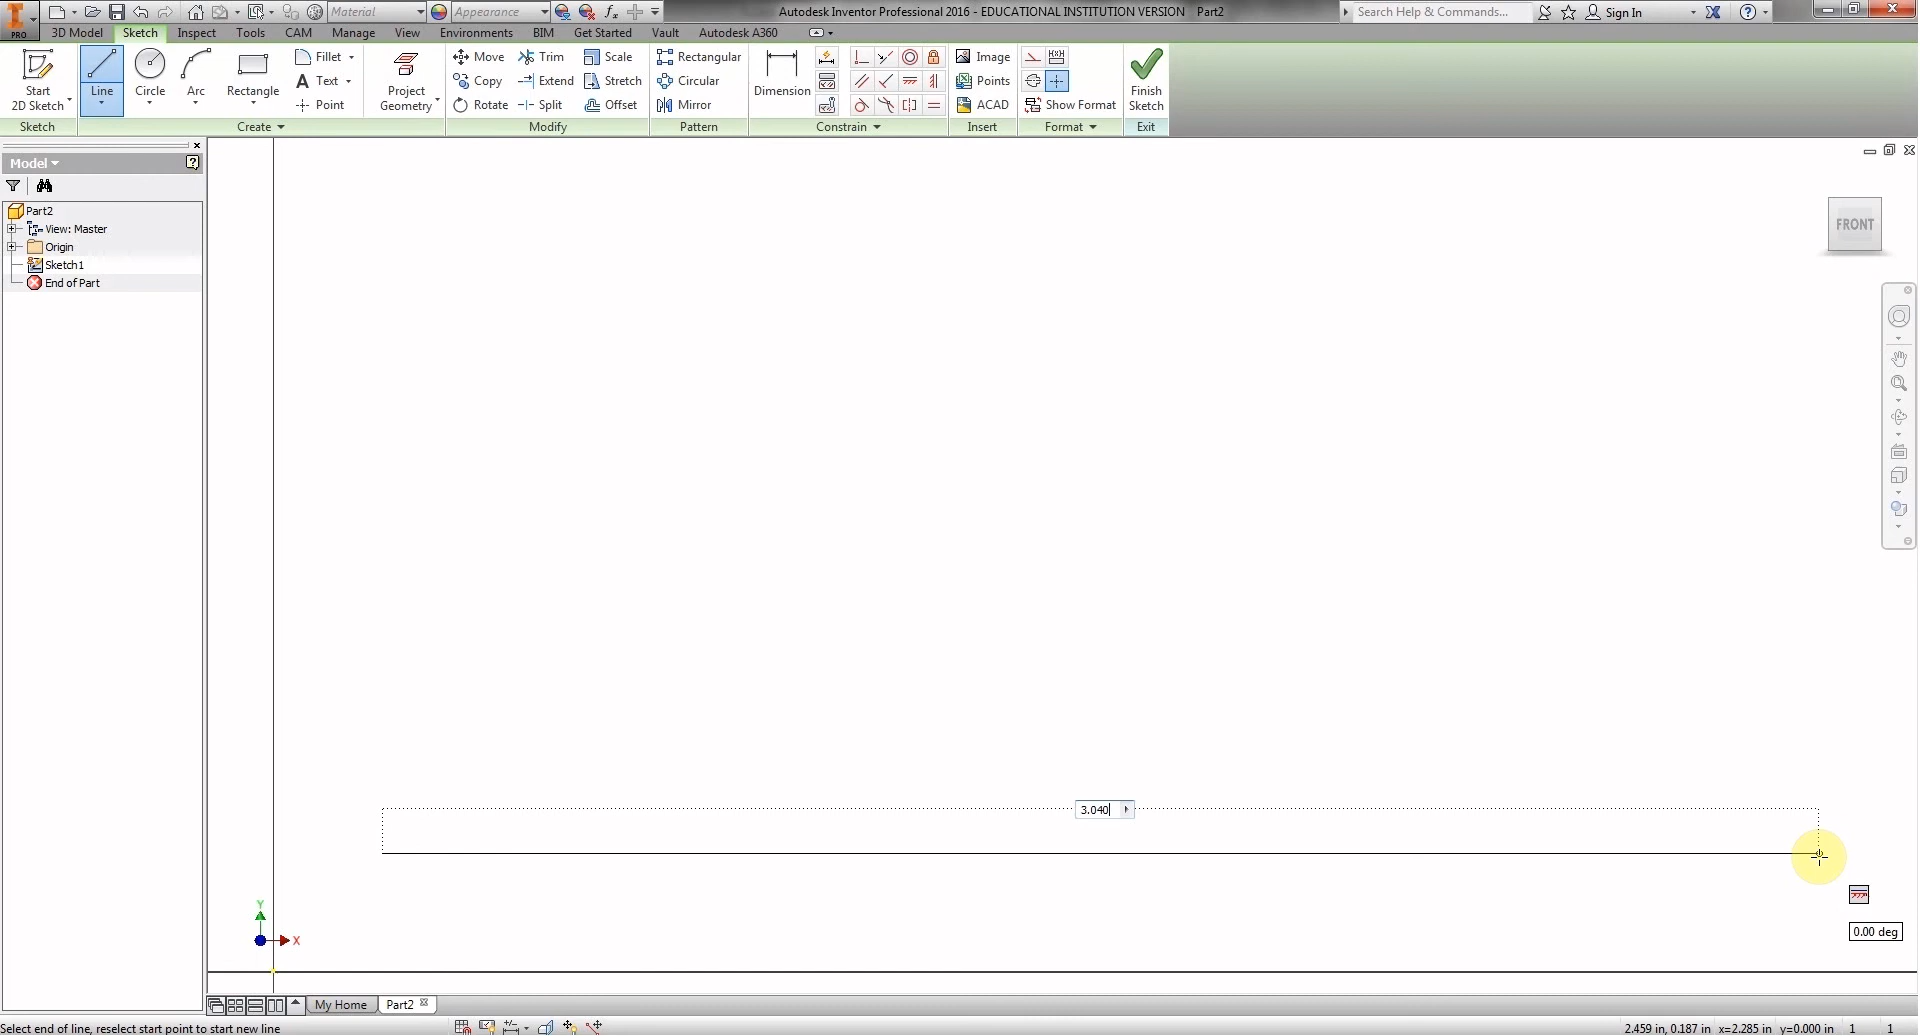 Material
Appearance
Autodesk Inventor Professional 2016 - EDUCATIONAL INSTITUTION VERSION Part2
Search Help & Commands...
Sign In
PRO
3D Model Sketch Inspect Tools CAM Manage View Environments BIM Get Started Vault Autodesk A360
Start
2D Sketch
Line
Circle
Arc
Rectangle
Fillet
Text
Point
Project
Geometry
Move
Copy
Rotate
Trim
Extend
Split
Scale
Stretch
Offset
Rectangular
Circular
Mirror
Dimension
Image
Points
ACAD
Show Format
Finish
Sketch
Sketch Create Modify Pattern Constrain Insert Format Exit
Model
Part2
View: Master
Origin
Sketch1
End of Part
FRONT
3.040
0.00 deg
Y
X
My Home Part2
Select end of line, reselect start point to start new line
2.459 in, 0.187 in x=2.285 in y=0.000 in 1 1